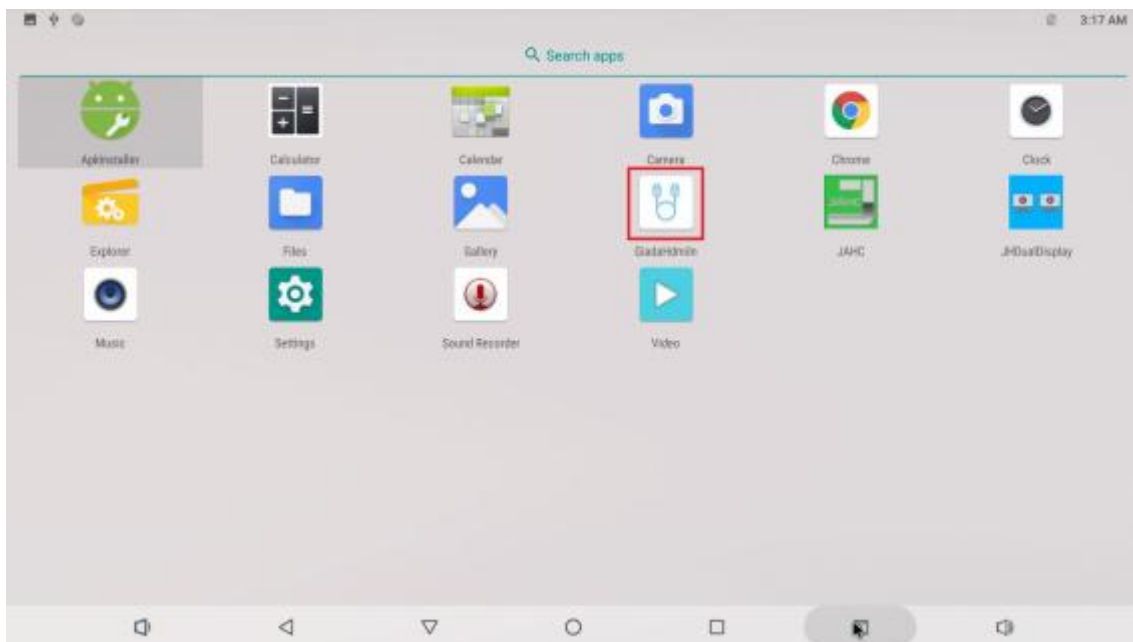 3:17 AM
Search apps
ApkInstaller
Calculator
Calendar
Camera
Chrome
Clock
Explorer
Files
Gallery
GiadaHdmiIn
JAHC
JHDualDisplay
Music
Settings
Sound Recorder
Video